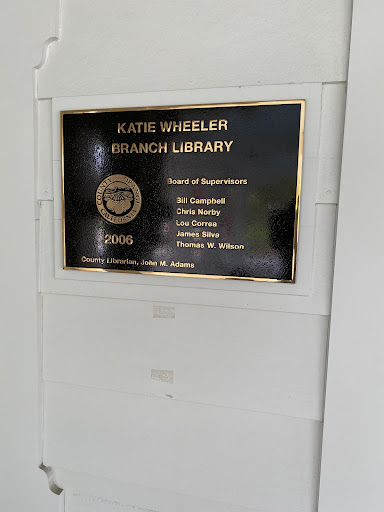 KATIE WHEELER
BRANCH LIBRARY
Board of Supervisors
Bill Campbell
Chris Norby
Lou Correa
James Silva
Thomas W. Wilson
2006
County Librarian, John M. Adams